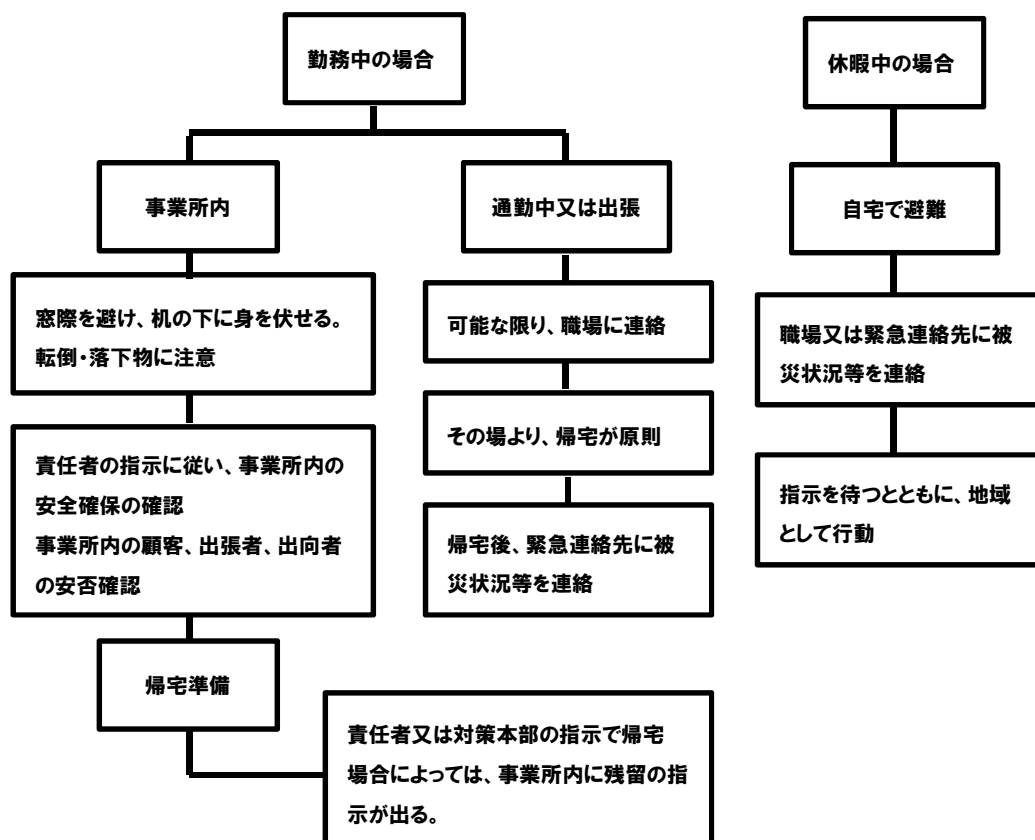 勤務中の場合
事業所内
窓際を避け、机の下に身を伏せる。
転倒・落下物に注意
責任者の指示に従い、事業所内の
安全確保の確認
事業所内の顧客、出張者、出向者
の安否確認
帰宅準備
責任者又は対策本部の指示で帰宅
場合によっては、事業所内に残留の指
示が出る。
通勤中又は出張
可能な限り、職場に連絡
その場より、帰宅が原則
帰宅後、緊急連絡先に被
災状況等を連絡
休暇中の場合
自宅で避難
職場又は緊急連絡先に被
災状況等を連絡
指示を待つとともに、地域
として行動